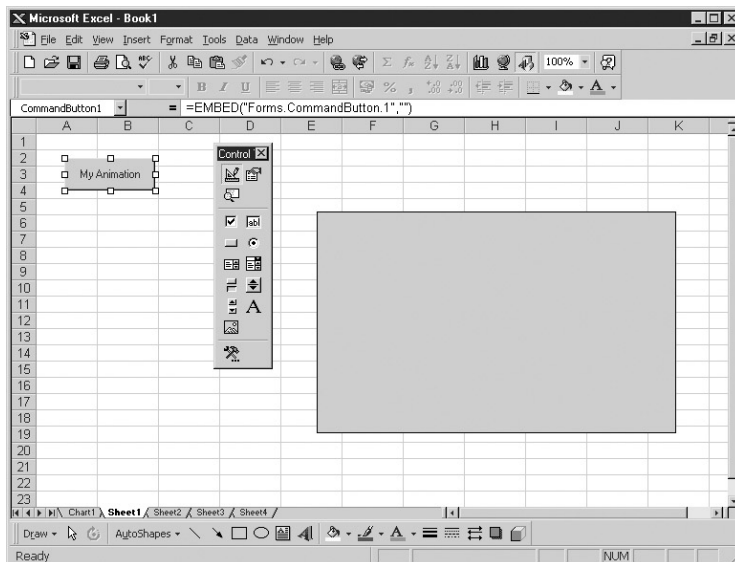 Microsoft Excel - Book1
File Edit View Insert Format Tools Data Window Help
100%
B I U $ % ,
CommandButton1 = =EMBED("Forms.CommandButton.1","")
A B C D E F G H I J K
1
2
3 My Animation
4
5
6
7
8
9
10
11
12
13
14
15
16
17
18
19
20
21
22
23
Control
abl
A
Chart1 Sheet1 Sheet2 Sheet3 Sheet4
Draw AutoShapes A
Ready NUM